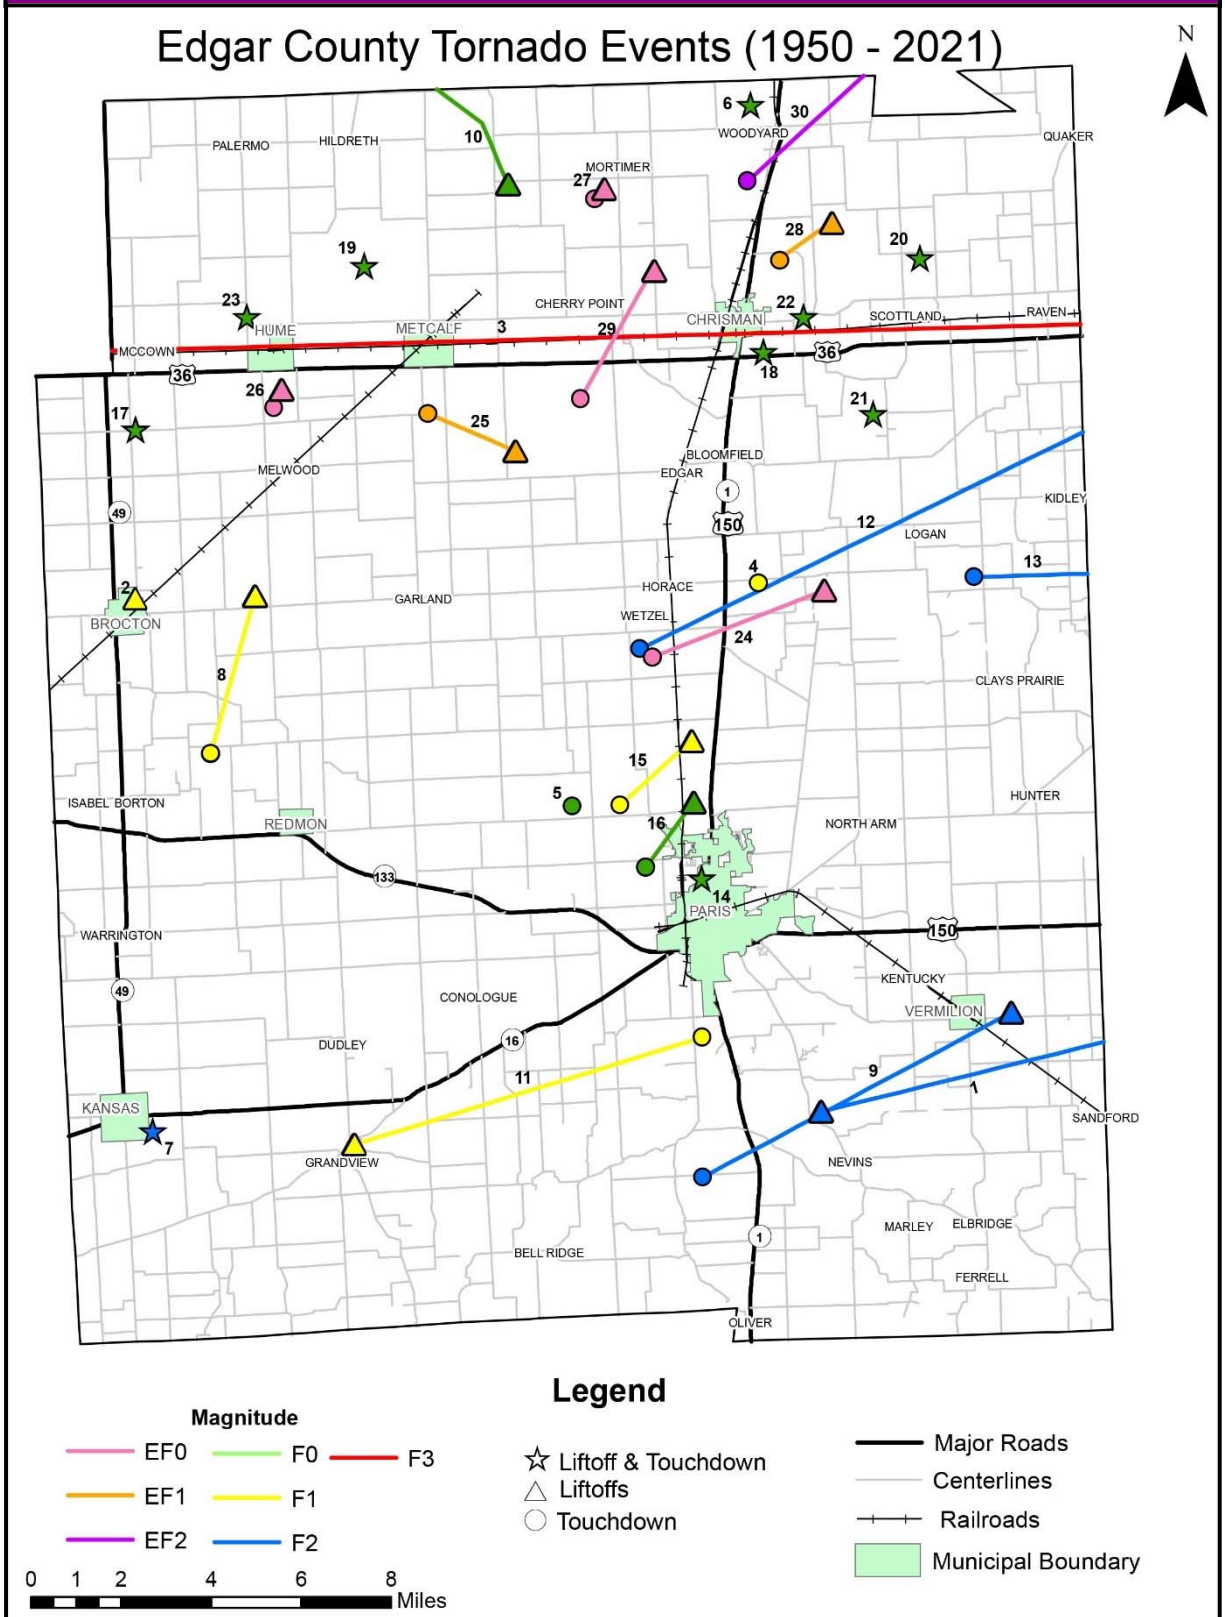 Edgar County Tornado Events (1950 - 2021)
N
6
30
WOODYARD
QUAKER
10
HILDRETH
PALERMO
MORTIMER
27
28
20
19
23
CHERRY POINT
22
HUME
METCALF
3
29
CHRISMAN
SCOTTLAND
RAVEN
MCCOWN
36
36
18
26
17
25
21
MELWOOD
BLOOMFIELD
EDGAR
1
49
150
12
KIDLEY
LOGAN
4
13
2
HORACE
GARLAND
WETZEL
BROCTON
24
8
CLAYS PRAIRIE
15
5
ISABEL BORTON
HUNTER
REDMON
16
NORTH ARM
133
14
PARIS
WARRINGTON
150
KENTUCKY
49
CONOLOGUE
VERMILION
16
DUDLEY
11
9
1
KANSAS
SANDFORD
7
GRANDVIEW
NEVINS
MARLEY
ELBRIDGE
1
BELL RIDGE
FERRELL
OLIVER
Legend
Magnitude
EF0
F0
F3
EF1
F1
EF2
F2
Liftoff & Touchdown
Liftoffs
Touchdown
Major Roads
Centerlines
Railroads
Municipal Boundary
0 1 2 4 6 8
Miles